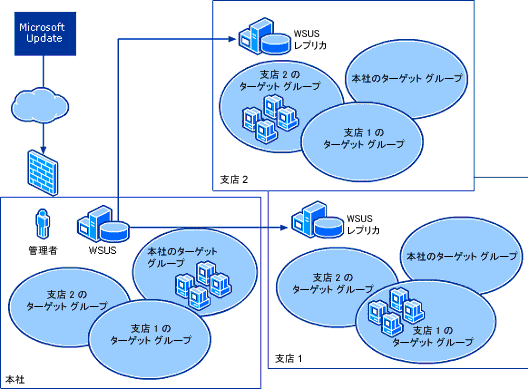 Microsoft
Update
WSUS
レプリカ
支店 2 の
ターゲット グループ
本社のターゲット グループ
支店 1 の
ターゲット グループ
支店 2
管理者
WSUS
本社のターゲット
グループ
支店 2 の
ターゲット グループ
支店 1 の
ターゲット グループ
本社
WSUS
レプリカ
本社のターゲット グループ
支店 2 の
ターゲット グループ
支店 1 の
ターゲット グループ
支店 1